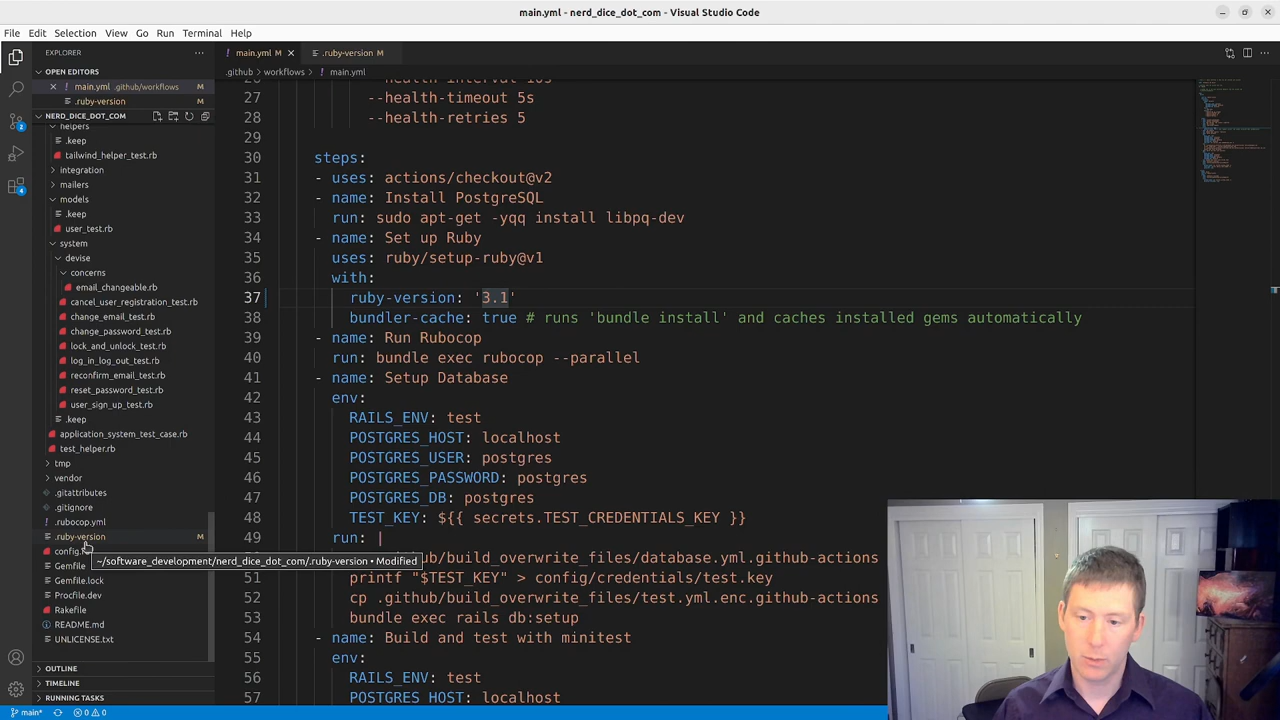 main.yml - nerd_dice_dot_com - Visual Studio Code
File Edit Selection View Go Run Terminal Help
EXPLORER
OPEN EDITORS
main.yml .github/workflows
.ruby-version M
NERD_DICE_DOT_COM
helpers
.keep
tailwind_helper_test.rb
integration
mailers
models
.keep
user_test.rb
system
devise
concerns
email_changeable.rb
cancel_user_registration_test.rb
change_email_test.rb
change_password_test.rb
lock_and_unlock_test.rb
log_in_log_out_test.rb
reconfirm_email_test.rb
reset_password_test.rb
user_sign_up_test.rb
.keep
application_system_test_case.rb
test_helper.rb
tmp
vendor
.gitattributes
.gitignore
.rubocop.yml
.ruby-version M
~/software_development/nerd_dice_dot_com/.ruby-version • Modified
Gemfile
Gemfile.lock
Procfile.dev
Rakefile
README.md
UNLICENSE.txt
OUTLINE
TIMELINE
RUNNING TASKS
main* 0 0
2
4
main.yml M .ruby-version M
.github > workflows > main.yml
26
27 --health-timeout 5s
28 --health-retries 5
29
30 steps:
31 - uses: actions/checkout@v2
32 - name: Install PostgreSQL
33 run: sudo apt-get -yqq install libpq-dev
34 - name: Set up Ruby
35 uses: ruby/setup-ruby@v1
36 with:
37 ruby-version: '3.1'
38 bundler-cache: true # runs 'bundle install' and caches installed gems automatically
39 - name: Run Rubocop
40 run: bundle exec rubocop --parallel
41 - name: Setup Database
42 env:
43 RAILS_ENV: test
44 POSTGRES_HOST: localhost
45 POSTGRES_USER: postgres
46 POSTGRES_PASSWORD: postgres
47 POSTGRES_DB: postgres
48 TEST_KEY: ${{ secrets.TEST_CREDENTIALS_KEY }}
49 run: |
hub/build_overwrite_files/database.yml.github-actions
51 printf "$TEST_KEY" > config/credentials/test.key
52 cp .github/build_overwrite_files/test.yml.enc.github-actions
53 bundle exec rails db:setup
54 - name: Build and test with minitest
55 env:
56 RAILS_ENV: test
57 POSTGRES_HOST: localhost